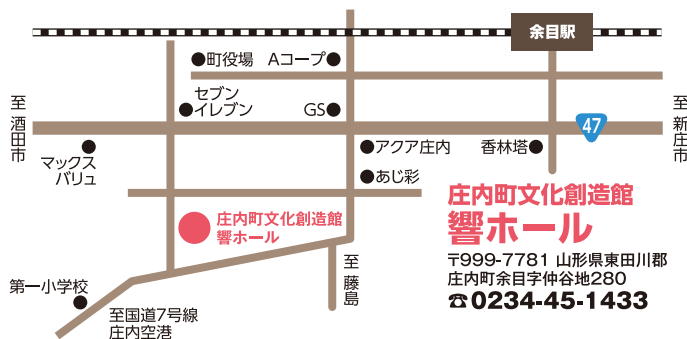 余目駅
町役場
Aコープ
セブン
イレブン
GS
至 酒田市
47
至 新庄市
マックス
バリュ
アクア庄内
香林塔
あじ彩
庄内町文化創造館
響ホール
庄内町文化創造館
響ホール
〒999-7781 山形県東田川郡
庄内町余目字仲谷地280
☎0234-45-1433
至 藤島
第一小学校
至国道7号線
庄内空港